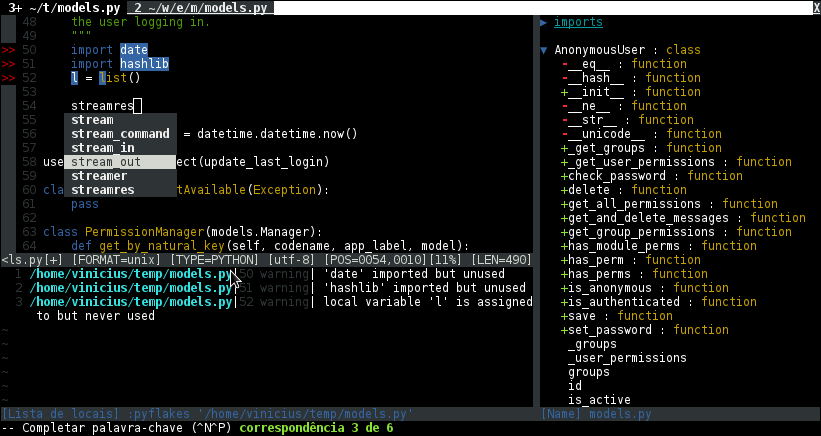 3+ ~/t/models.py  2 ~/w/e/m/models.py X
48 the user logging in.
49 """
>> 50 import date
>> 51 import hashlib
>> 52 l = list()
53
54 streamres
55 stream
56 stream_command = datetime.datetime.now()
57 stream_in
58 use stream_out ect(update_last_login)
59 streamer
60 clas streamres tAvailable(Exception):
61 pass
62
63 class PermissionManager(models.Manager):
64 def get_by_natural_key(self, codename, app_label, model):
<ls.py[+] [FORMAT=unix] [TYPE=PYTHON] [utf-8] [POS=0054,0010][11%] [LEN=490]
1 /home/vinicius/temp/models.py|50 warning| 'date' imported but unused
2 /home/vinicius/temp/models.py|51 warning| 'hashlib' imported but unused
3 /home/vinicius/temp/models.py|52 warning| local variable 'l' is assigned
to but never used
~
~
~
~
~
~
[Lista de locais] :pyflakes '/home/vinicius/temp/models.py'
▶ imports
▼ AnonymousUser : class
-__eq__ : function
-__hash__ : function
+__init__ : function
-__ne__ : function
-__str__ : function
-__unicode__ : function
+_get_groups : function
+_get_user_permissions : function
+check_password : function
+delete : function
+get_all_permissions : function
+get_and_delete_messages : function
+get_group_permissions : function
+has_module_perms : function
+has_perm : function
+has_perms : function
+is_anonymous : function
+is_authenticated : function
+save : function
+set_password : function
_groups
_user_permissions
groups
id
is_active
[Name] models.py
-- Completar palavra-chave (^N^P) correspondência 3 de 6